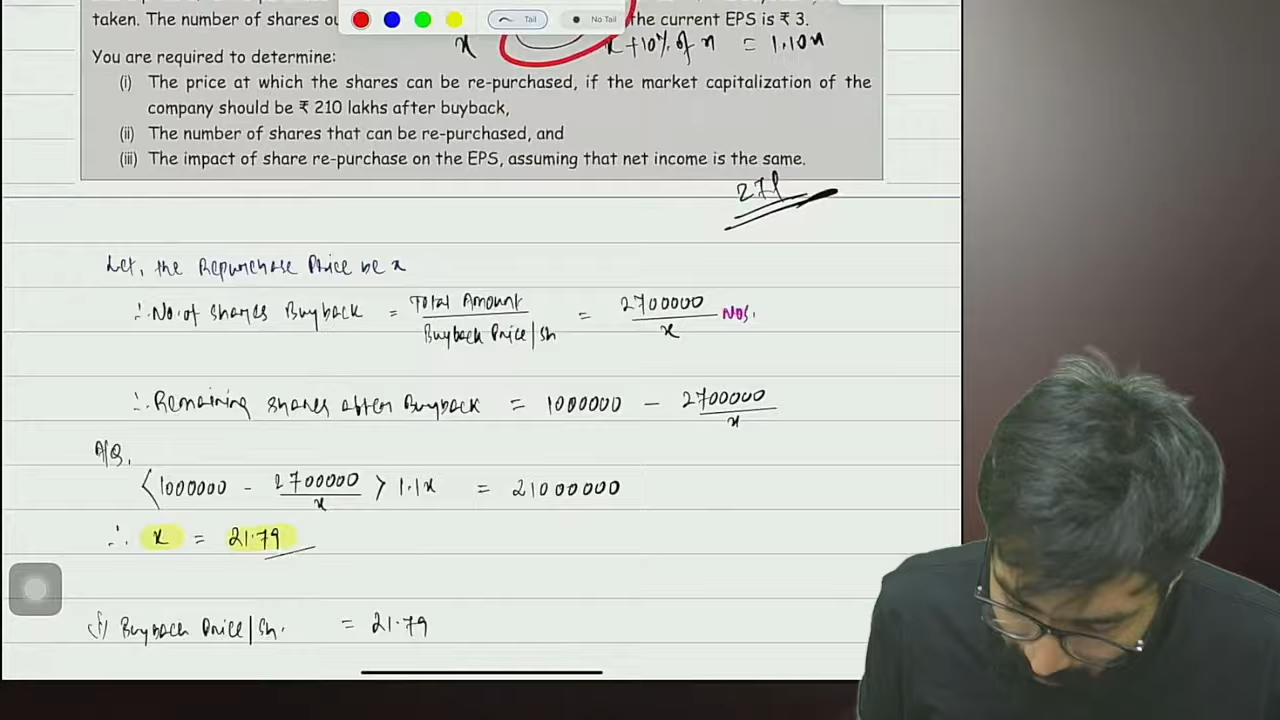 taken. The number of shares ou the current EPS is ₹ 3.
Tail No Tail
x x+10% of x = 1.10x
You are required to determine:
(i) The price at which the shares can be re-purchased, if the market capitalization of the
company should be ₹ 210 lakhs after buyback,
(ii) The number of shares that can be re-purchased, and
(iii) The impact of share re-purchase on the EPS, assuming that net income is the same.
27l
Let, the Repurchase Price be x
∴ No. of shares Buyback = Total Amount / Buyback Price/Sh = 2700000 / x Nos.
∴ Remaining shares after Buyback = 1000000 - 2700000 / x
A/Q,
<1000000 - 2700000 / x > 1.1x = 21000000
∴ x = 21.79
(i) Buyback Price/Sh. = 21.79